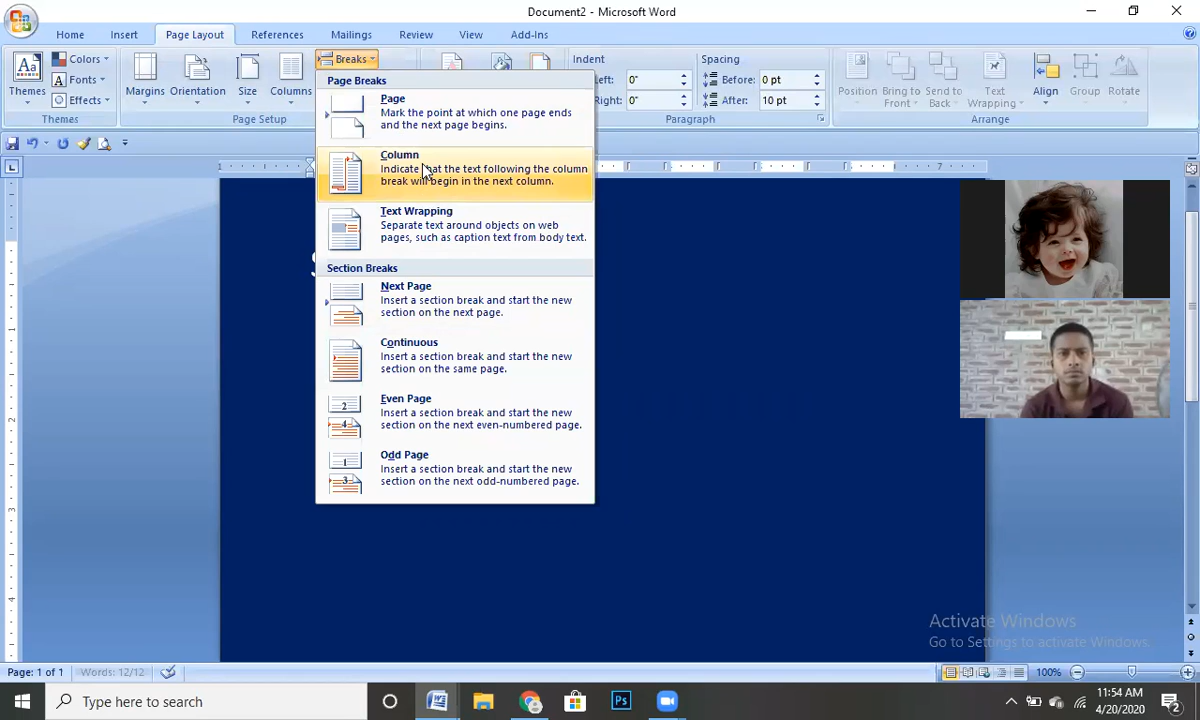 Document2 - Microsoft Word
Home Insert Page Layout References Mailings Review View Add-Ins
Themes
Colors
Fonts
Effects
Margins
Orientation
Size
Columns
Breaks
Indent
Left: 0"
Right: 0"
Spacing
Before: 0 pt
After: 10 pt
Position
Bring to Front
Send to Back
Text Wrapping
Align
Group
Rotate
Themes
Page Setup
Paragraph
Arrange
Page Breaks
Page
Mark the point at which one page ends
and the next page begins.
Column
Indicate that the text following the column
break will begin in the next column.
Text Wrapping
Separate text around objects on web
pages, such as caption text from body text.
Section Breaks
Next Page
Insert a section break and start the new
section on the next page.
Continuous
Insert a section break and start the new
section on the same page.
Even Page
Insert a section break and start the new
section on the next even-numbered page.
Odd Page
Insert a section break and start the new
section on the next odd-numbered page.
Activate Windows
Go to Settings to activate Windows.
Page: 1 of 1 Words: 12/12
100%
Type here to search
11:54 AM
4/20/2020